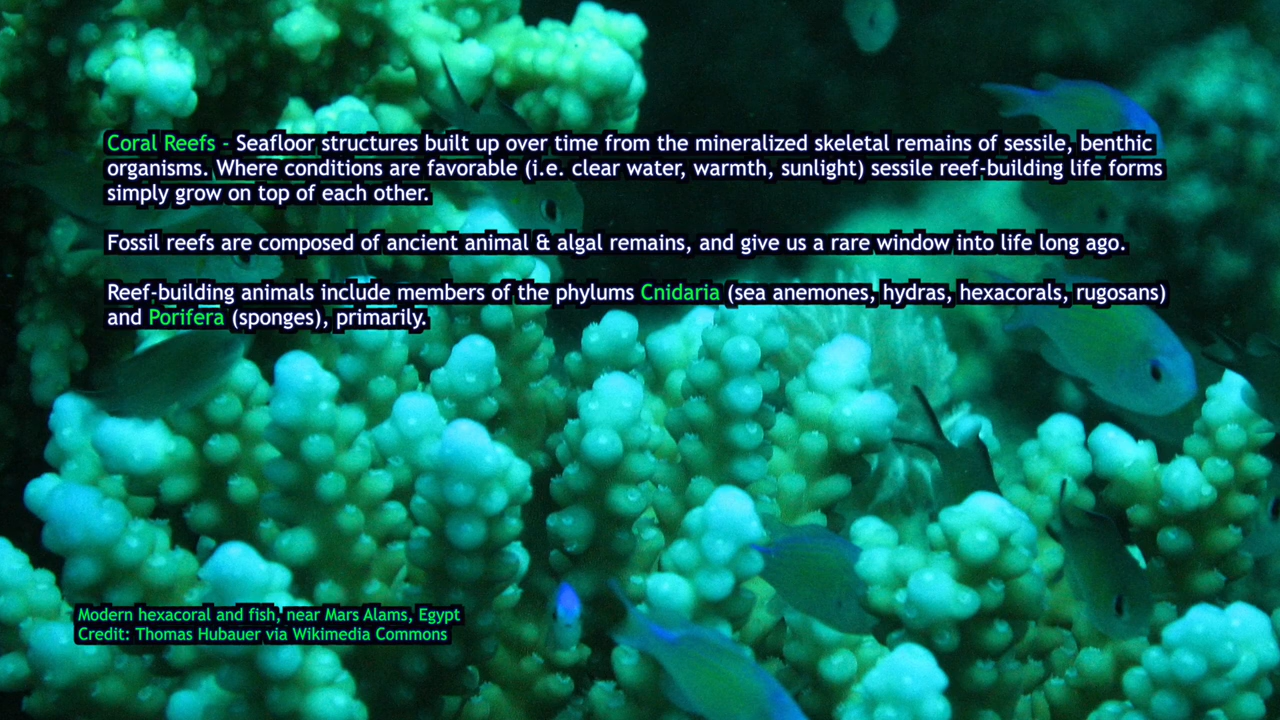 Coral Reefs - Seafloor structures built up over time from the mineralized skeletal remains of sessile, benthic
organisms. Where conditions are favorable (i.e. clear water, warmth, sunlight) sessile reef-building life forms
simply grow on top of each other.
Fossil reefs are composed of ancient animal & algal remains, and give us a rare window into life long ago.
Reef-building animals include members of the phylums Cnidaria (sea anemones, hydras, hexacorals, rugosans)
and Porifera (sponges), primarily.
Modern hexacoral and fish, near Mars Alams, Egypt
Credit: Thomas Hubauer via Wikimedia Commons